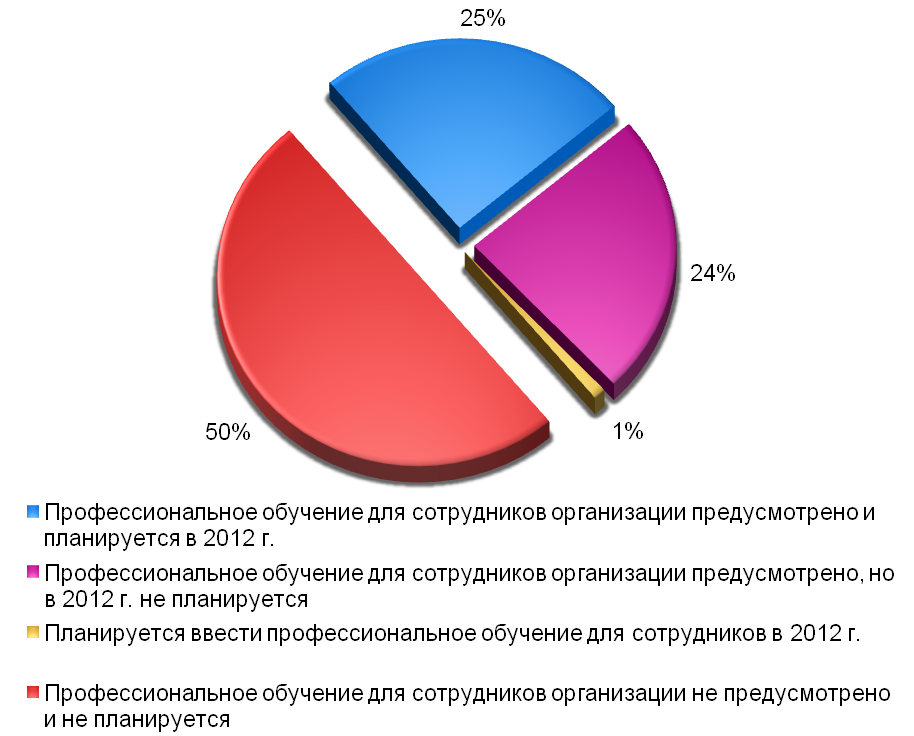 25%
24%
50%
1%
Профессиональное обучение для сотрудников организации предусмотрено и
планируется в 2012 г.
Профессиональное обучение для сотрудников организации предусмотрено, но
в 2012 г. не планируется
Планируется ввести профессиональное обучение для сотрудников в 2012 г.
Профессиональное обучение для сотрудников организации не предусмотрено
и не планируется